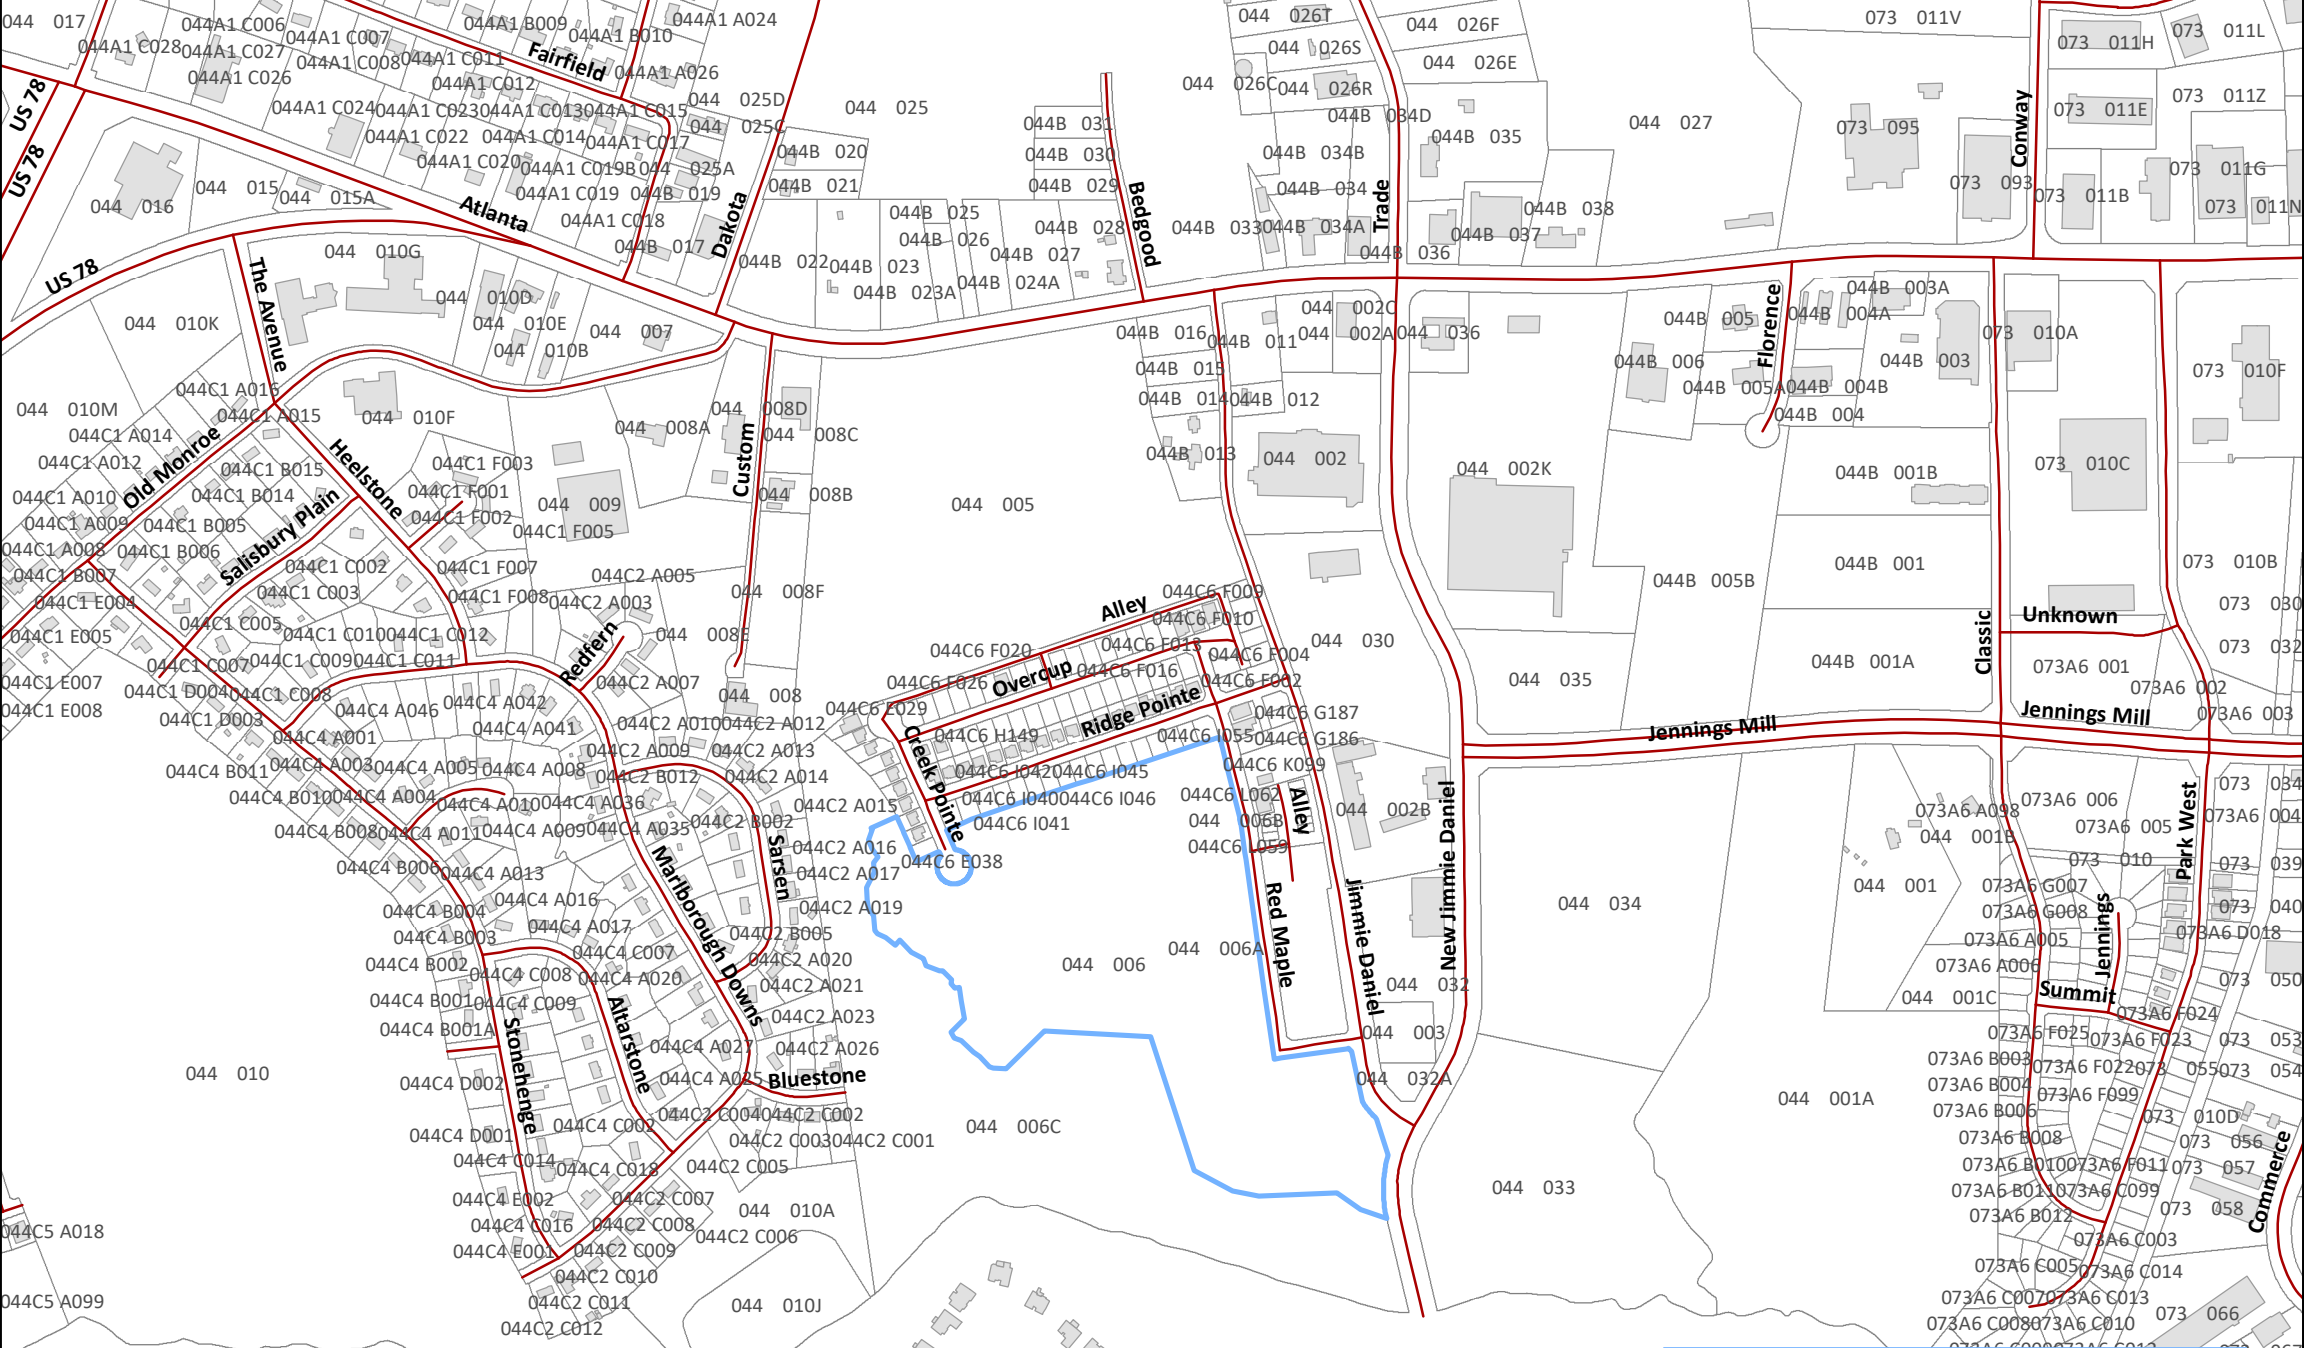 044 017
044A1 C006
044A1 B009
044A1 A024
044 026T
044 026F
073 011V
073 011L
044A1 C028
044A1 C027
044A1 C007
044A1 B010
044 026S
073 011H
044A1 C026
044A1 C008
044A1 C011
Fairfield
044A1 A026
044 026E
044A1 C012
044 026C
044 026R
US 78
044A1 C024
044A1 C023
044A1 C013
044A1 C015
044 025D
044 025
073 011E
073 011Z
044A1 C022
044A1 C014
044A1 C017
044 025C
044B 031
044B 034D
044B 035
044 027
073 095
Conway
044A1 C020
044A1 C019B
044 025A
044B 020
044B 030
044B 034B
US 78
044 015
044 015A
044A1 C019
044B 019
044B 021
044B 029
044B 034
Trade
073 093
073 011B
073 011G
044 016
Atlanta
044A1 C018
Dakota
044B 025
Bedgood
044B 038
073 011N
044B 017
044B 026
044B 028
044B 033
044B 034A
044B 037
US 78
The Avenue
044 010G
044B 022
044B 023
044B 027
044B 036
044 010D
044B 023A
044B 024A
044 002C
Florence
044B 003A
044 010K
044 010E
044 007
044B 016
044B 011
044 002A
044 036
044B 005
044B 004A
073 010A
044 010B
044B 015
044B 006
044B 003
073 010F
044C1 A016
044B 014
044B 012
044B 005A
044B 004B
044 010M
044C1 A015
044 010F
044 008D
044B 004
044C1 A014
Old Monroe
Heelstone
044 008A
Custom
044 008C
044C1 A012
044C1 B015
044C1 F003
044B 013
044 002
044 002K
044B 001B
073 010C
044C1 A010
044C1 B014
044C1 F001
044 009
044 008B
044 005
044C1 A009
044C1 B005
Salisbury Plain
044C1 F002
044C1 F005
044C1 A008
044C1 B006
044C1 C002
044C1 F007
044C2 A005
044B 005B
044B 001
073 010B
044C1 B007
044C1 C003
044C1 F008
044C2 A003
044 008F
Alley
044C6 F009
044C1 E004
044C6 F010
Classic
Unknown
073 030
044C1 E005
044C1 C005
044C1 C010
044C1 C012
Redfern
044 008E
044C6 F020
044C6 F013
044C6 F004
044 030
073 032
044C1 C007
044C1 C009
044C1 C011
044C6 F016
044B 001A
073A6 001
044C1 E007
044C1 D004
044C1 C008
044C2 A007
044 008
044C6 F026
Overcup
044C6 F002
044 035
073A6 002
044C1 E008
044C1 D003
044C4 A046
044C4 A042
044C6 E029
Ridge Pointe
044C6 G187
Jennings Mill
Jennings Mill
073A6 003
044C4 A001
044C4 A041
044C2 A010
044C2 A012
Creek Pointe
044C6 H149
044C6 I055
044C6 G186
044C4 B011
044C4 A003
044C4 A005
044C4 A008
044C2 A009
044C2 A013
044C6 I042
044C6 I045
044C6 K099
044C4 B010
044C4 A004
044C4 A010
044C4 A036
044C2 B012
044C2 A014
044C6 I040
044C6 I046
044C6 L062
Alley
New Jimmie Daniel
073A6 A098
073A6 006
Park West
073 034
044C4 B008
044C4 A011
044C4 A009
044C4 A035
044C2 B002
044C2 A015
044C6 I041
044 006B
044 002B
044 001B
073A6 005
073A6 004
044C4 B006
044C4 A013
Marlborough Downs
Sarsen
044C2 A016
044C6 E038
044C6 L059
073 010
073 039
044C4 A016
044C2 A017
Red Maple
Jimmie Daniel
044 001
073A6 G007
044C4 B004
044C4 A017
044C2 A019
044 034
073A6 G008
Jennings
073 040
044C4 B003
044C4 C007
044C2 B005
044 006A
073A6 A005
073A6 D018
044C4 B002
044C4 C008
044C4 A020
044C2 A020
044 006
073A6 A006
073 050
044C4 B001
044C4 C009
Altarstone
044C2 A021
044 032
044 001C
Summit
044C4 B001A
Stonehenge
044C2 A023
044 003
073A6 F025
073A6 F024
044C4 A027
044C2 A026
073A6 B003
073A6 F023
073 053
044 010
044C4 D002
044C4 A025
Bluestone
044 032A
073A6 B004
073A6 F022
073 055
073 054
044C2 C004
044C2 C002
044 001A
073A6 B006
073A6 F099
073 010D
044C4 D001
044C4 C002
044C2 C003
044C2 C001
044 006C
073A6 B008
073 056
044C4 C014
044C4 C018
044C2 C005
073A6 B010
073A6 F011
073 057
044C4 E002
044C2 C007
044 010A
044 033
073A6 B011
073A6 C099
073 058
Commerce
044C5 A018
044C4 C016
044C2 C008
044C2 C006
073A6 B012
044C4 E001
044C2 C009
073A6 C003
044C2 C010
073A6 C005
073A6 C014
044C5 A099
044C2 C011
044 010J
073A6 C007
073A6 C013
073 066
044C2 C012
073A6 C008
073A6 C010